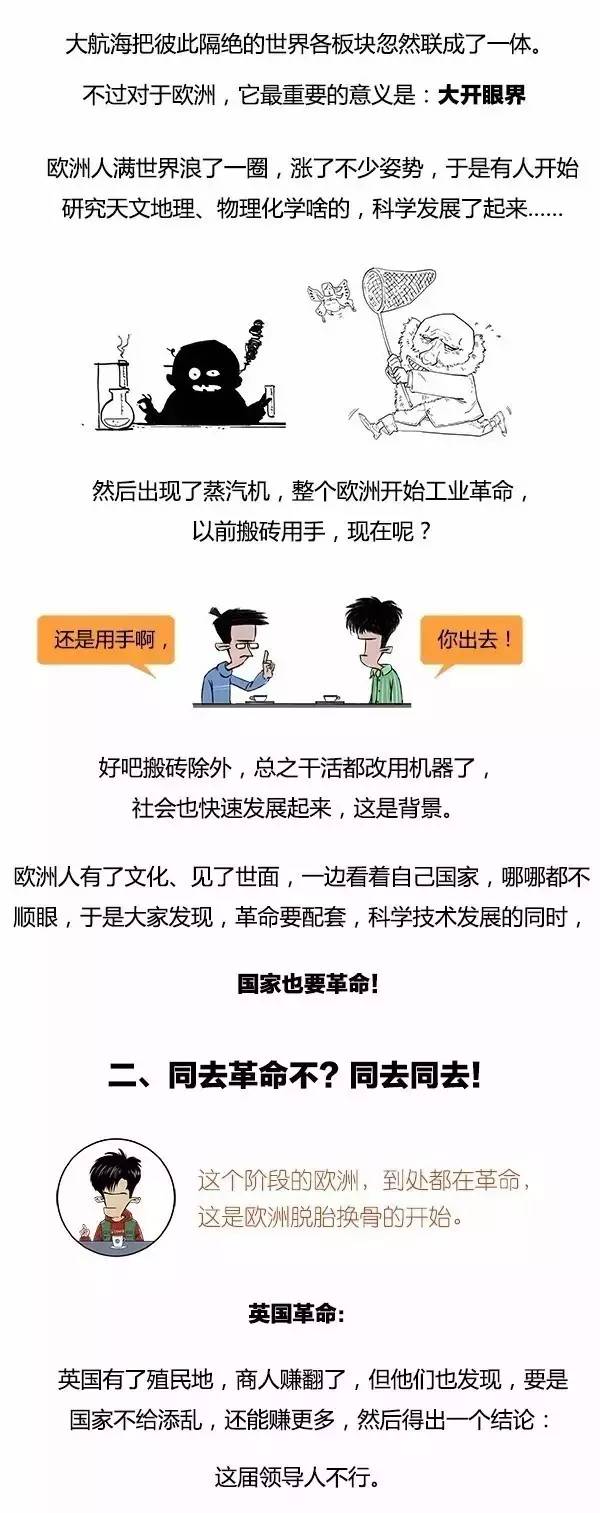 大航海把彼此隔绝的世界各板块忽然联成了一体。
不过对于欧洲，它最重要的意义是：大开眼界
欧洲人满世界浪了一圈，涨了不少姿势，于是有人开始
研究天文地理、物理化学啥的，科学发展了起来......
然后出现了蒸汽机，整个欧洲开始工业革命，
以前搬砖用手，现在呢？
还是用手啊，
你出去！
好吧搬砖除外，总之干活都改用机器了，
社会也快速发展起来，这是背景。
欧洲人有了文化、见了世面，一边看着自己国家，哪哪都不
顺眼，于是大家发现，革命要配套，科学技术发展的同时，
国家也要革命！
二、同去革命不？同去同去！
这个阶段的欧洲，到处都在革命，
这是欧洲脱胎换骨的开始。
英国革命：
英国有了殖民地，商人赚翻了，但他们也发现，要是
国家不给添乱，还能赚更多，然后得出一个结论：
这届领导人不行。